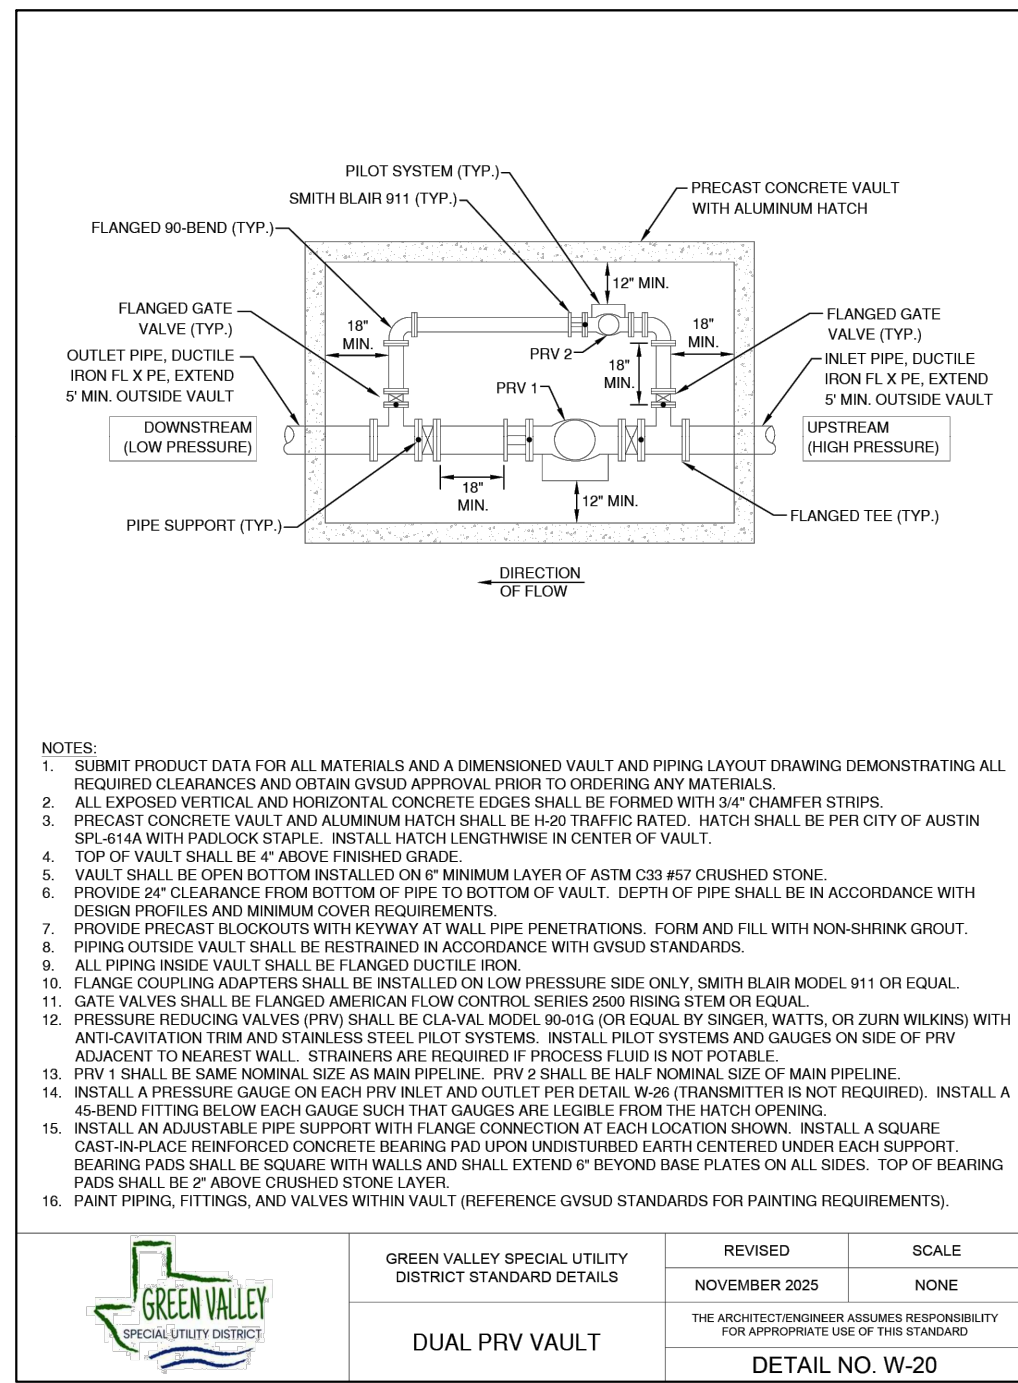 PILOT SYSTEM (TYP.)
SMITH BLAIR 911 (TYP.)
FLANGED 90-BEND (TYP.)
PRECAST CONCRETE VAULT
WITH ALUMINUM HATCH
12" MIN.
FLANGED GATE
VALVE (TYP.)
18"
MIN.
18"
MIN.
FLANGED GATE
VALVE (TYP.)
OUTLET PIPE, DUCTILE
IRON FL X PE, EXTEND
5' MIN. OUTSIDE VAULT
PRV 2
18"
MIN.
PRV 1
INLET PIPE, DUCTILE
IRON FL X PE, EXTEND
5' MIN. OUTSIDE VAULT
DOWNSTREAM
(LOW PRESSURE)
UPSTREAM
(HIGH PRESSURE)
18"
MIN.
12" MIN.
PIPE SUPPORT (TYP.)
FLANGED TEE (TYP.)
DIRECTION
OF FLOW
NOTES:
1. SUBMIT PRODUCT DATA FOR ALL MATERIALS AND A DIMENSIONED VAULT AND PIPING LAYOUT DRAWING DEMONSTRATING ALL
REQUIRED CLEARANCES AND OBTAIN GVSUD APPROVAL PRIOR TO ORDERING ANY MATERIALS.
2. ALL EXPOSED VERTICAL AND HORIZONTAL CONCRETE EDGES SHALL BE FORMED WITH 3/4" CHAMFER STRIPS.
3. PRECAST CONCRETE VAULT AND ALUMINUM HATCH SHALL BE H-20 TRAFFIC RATED. HATCH SHALL BE PER CITY OF AUSTIN
SPL-614A WITH PADLOCK STAPLE. INSTALL HATCH LENGTHWISE IN CENTER OF VAULT.
4. TOP OF VAULT SHALL BE 4" ABOVE FINISHED GRADE.
5. VAULT SHALL BE OPEN BOTTOM INSTALLED ON 6" MINIMUM LAYER OF ASTM C33 #57 CRUSHED STONE.
6. PROVIDE 24" CLEARANCE FROM BOTTOM OF PIPE TO BOTTOM OF VAULT. DEPTH OF PIPE SHALL BE IN ACCORDANCE WITH
DESIGN PROFILES AND MINIMUM COVER REQUIREMENTS.
7. PROVIDE PRECAST BLOCKOUTS WITH KEYWAY AT WALL PIPE PENETRATIONS. FORM AND FILL WITH NON-SHRINK GROUT.
8. PIPING OUTSIDE VAULT SHALL BE RESTRAINED IN ACCORDANCE WITH GVSUD STANDARDS.
9. ALL PIPING INSIDE VAULT SHALL BE FLANGED DUCTILE IRON.
10. FLANGE COUPLING ADAPTERS SHALL BE INSTALLED ON LOW PRESSURE SIDE ONLY, SMITH BLAIR MODEL 911 OR EQUAL.
11. GATE VALVES SHALL BE FLANGED AMERICAN FLOW CONTROL SERIES 2500 RISING STEM OR EQUAL.
12. PRESSURE REDUCING VALVES (PRV) SHALL BE CLA-VAL MODEL 90-01G (OR EQUAL BY SINGER, WATTS, OR ZURN WILKINS) WITH
ANTI-CAVITATION TRIM AND STAINLESS STEEL PILOT SYSTEMS. INSTALL PILOT SYSTEMS AND GAUGES ON SIDE OF PRV
ADJACENT TO NEAREST WALL. STRAINERS ARE REQUIRED IF PROCESS FLUID IS NOT POTABLE.
13. PRV 1 SHALL BE SAME NOMINAL SIZE AS MAIN PIPELINE. PRV 2 SHALL BE HALF NOMINAL SIZE OF MAIN PIPELINE.
14. INSTALL A PRESSURE GAUGE ON EACH PRV INLET AND OUTLET PER DETAIL W-26 (TRANSMITTER IS NOT REQUIRED). INSTALL A
45-BEND FITTING BELOW EACH GAUGE SUCH THAT GAUGES ARE LEGIBLE FROM THE HATCH OPENING.
15. INSTALL AN ADJUSTABLE PIPE SUPPORT WITH FLANGE CONNECTION AT EACH LOCATION SHOWN. INSTALL A SQUARE
CAST-IN-PLACE REINFORCED CONCRETE BEARING PAD UPON UNDISTURBED EARTH CENTERED UNDER EACH SUPPORT.
BEARING PADS SHALL BE SQUARE WITH WALLS AND SHALL EXTEND 6" BEYOND BASE PLATES ON ALL SIDES. TOP OF BEARING
PADS SHALL BE 2" ABOVE CRUSHED STONE LAYER.
16. PAINT PIPING, FITTINGS, AND VALVES WITHIN VAULT (REFERENCE GVSUD STANDARDS FOR PAINTING REQUIREMENTS).
GREEN VALLEY
SPECIAL UTILITY DISTRICT
GREEN VALLEY SPECIAL UTILITY
DISTRICT STANDARD DETAILS
DUAL PRV VAULT
REVISED
SCALE
NOVEMBER 2025
NONE
THE ARCHITECT/ENGINEER ASSUMES RESPONSIBILITY
FOR APPROPRIATE USE OF THIS STANDARD
DETAIL NO. W-20